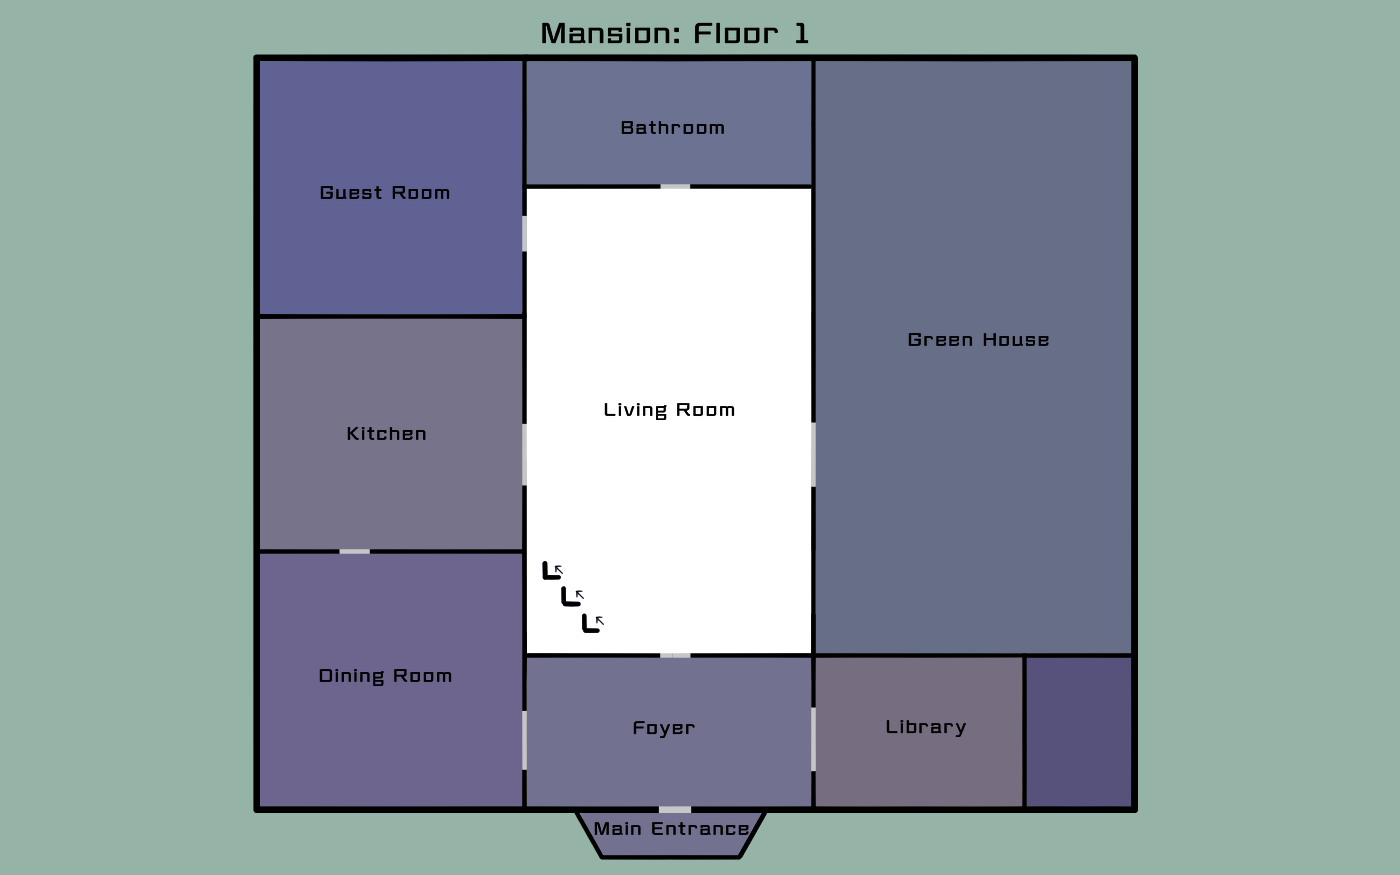 Mansion: Floor 1
Bathroom
Guest Room
Green House
Living Room
Kitchen
Dining Room
Foyer
Library
Main Entrance